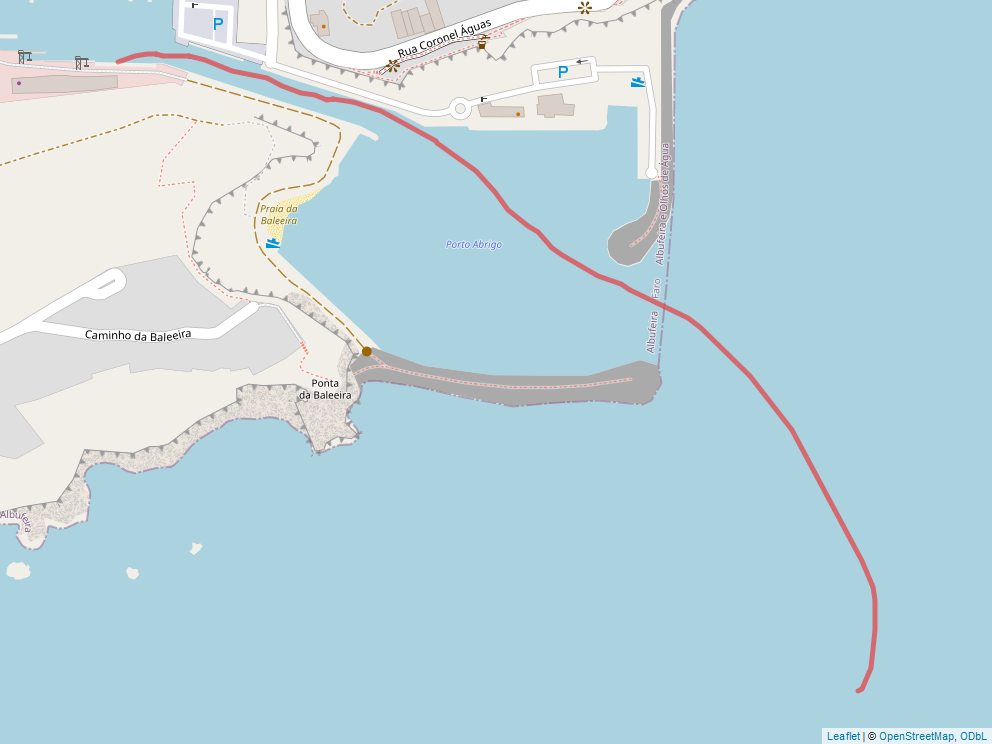 P
Rua Coronel Águas
P
Praia da
Baleeira
Porto Abrigo
Albufeira e Olhos de Água
Albufeira
Faro
Caminho da Baleeira
Ponta
da Baleeira
Albufeira
Leaflet | © OpenStreetMap, ODbL